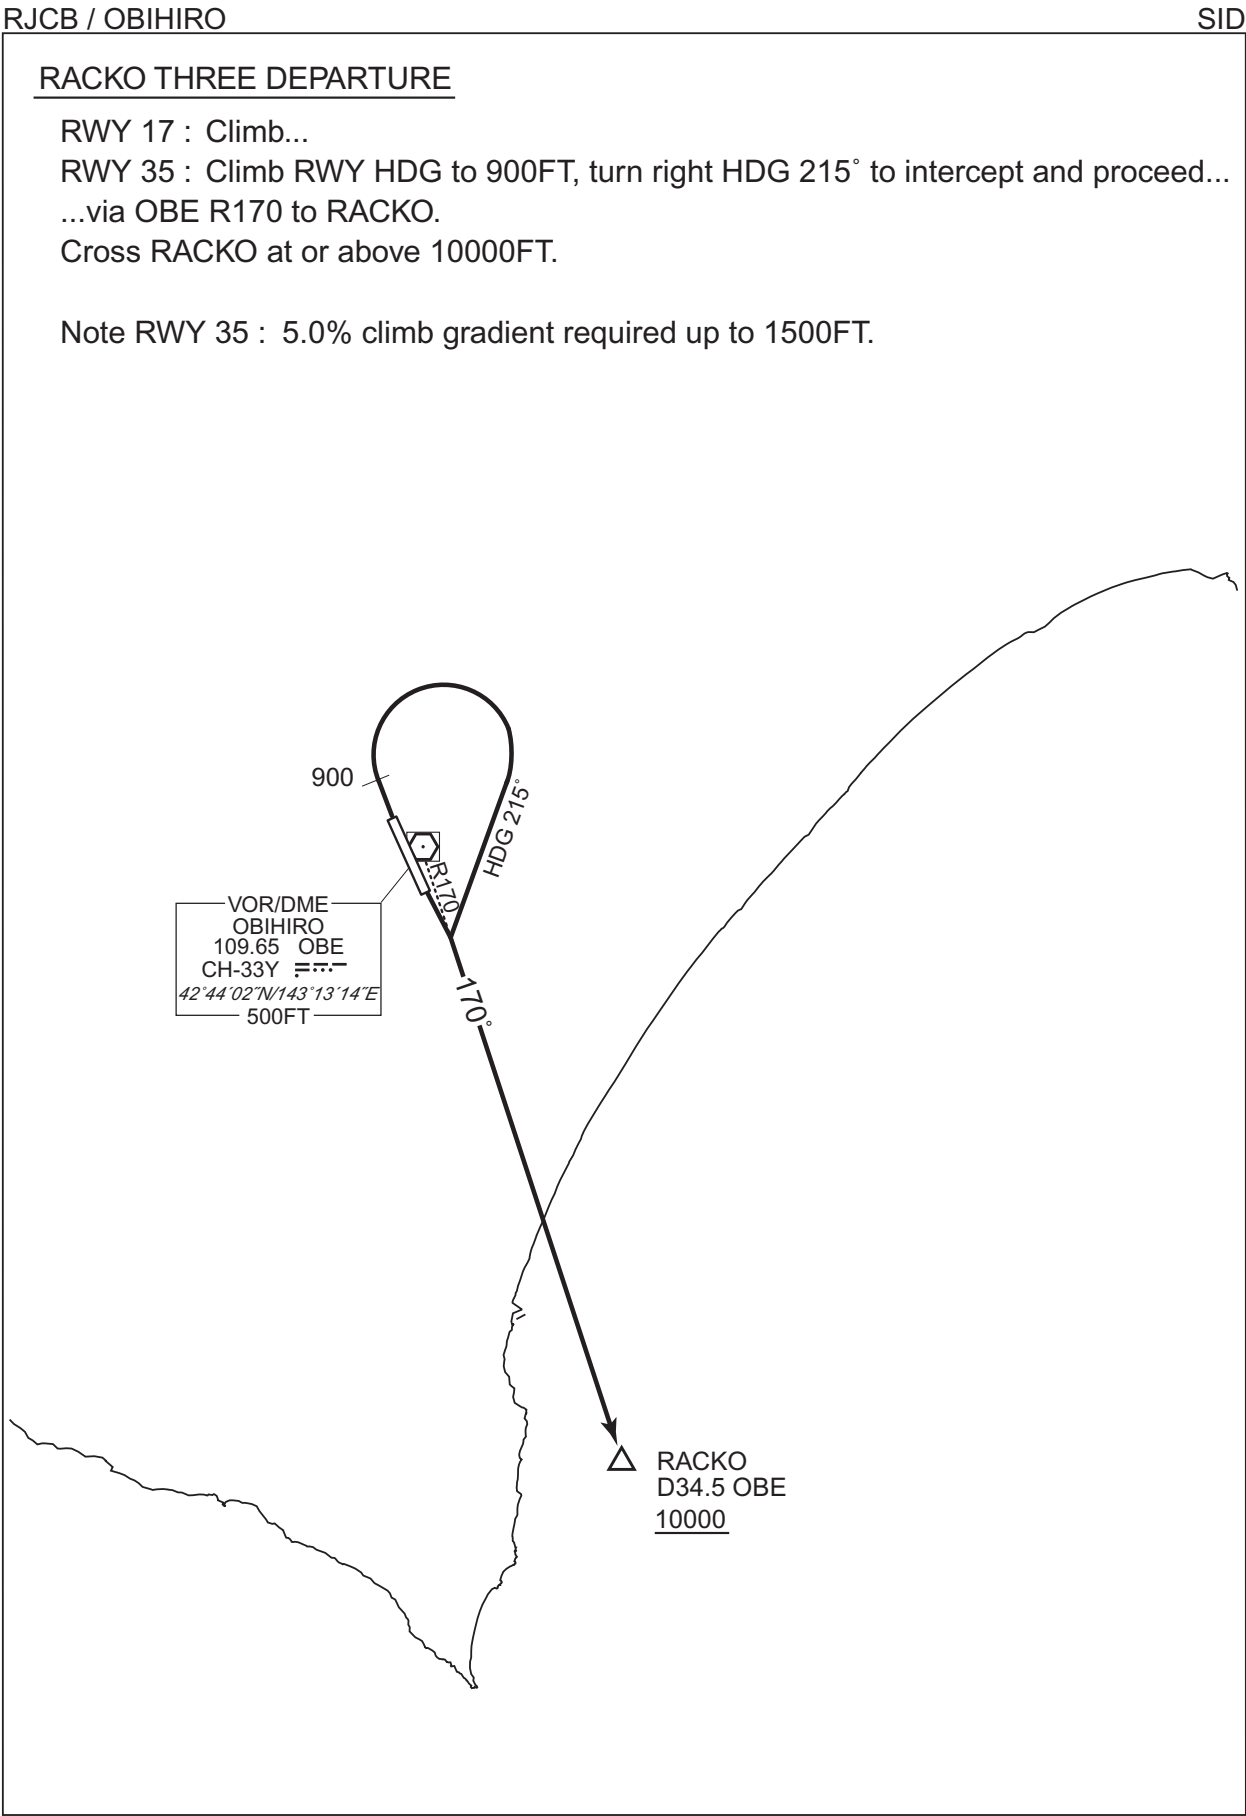 RJCB / OBIHIRO
SID
RACKO THREE DEPARTURE
RWY 17 : Climb...
RWY 35 : Climb RWY HDG to 900FT, turn right HDG 215˚ to intercept and proceed...
...via OBE R170 to RACKO.
Cross RACKO at or above 10000FT.
Note RWY 35 : 5.0% climb gradient required up to 1500FT.
900
HDG 215˚
R170
VOR/DME
OBIHIRO
109.65 OBE
CH-33Y
42˚44´02˝N/143˚13´14˝E
500FT
170˚
RACKO
D34.5 OBE
10000